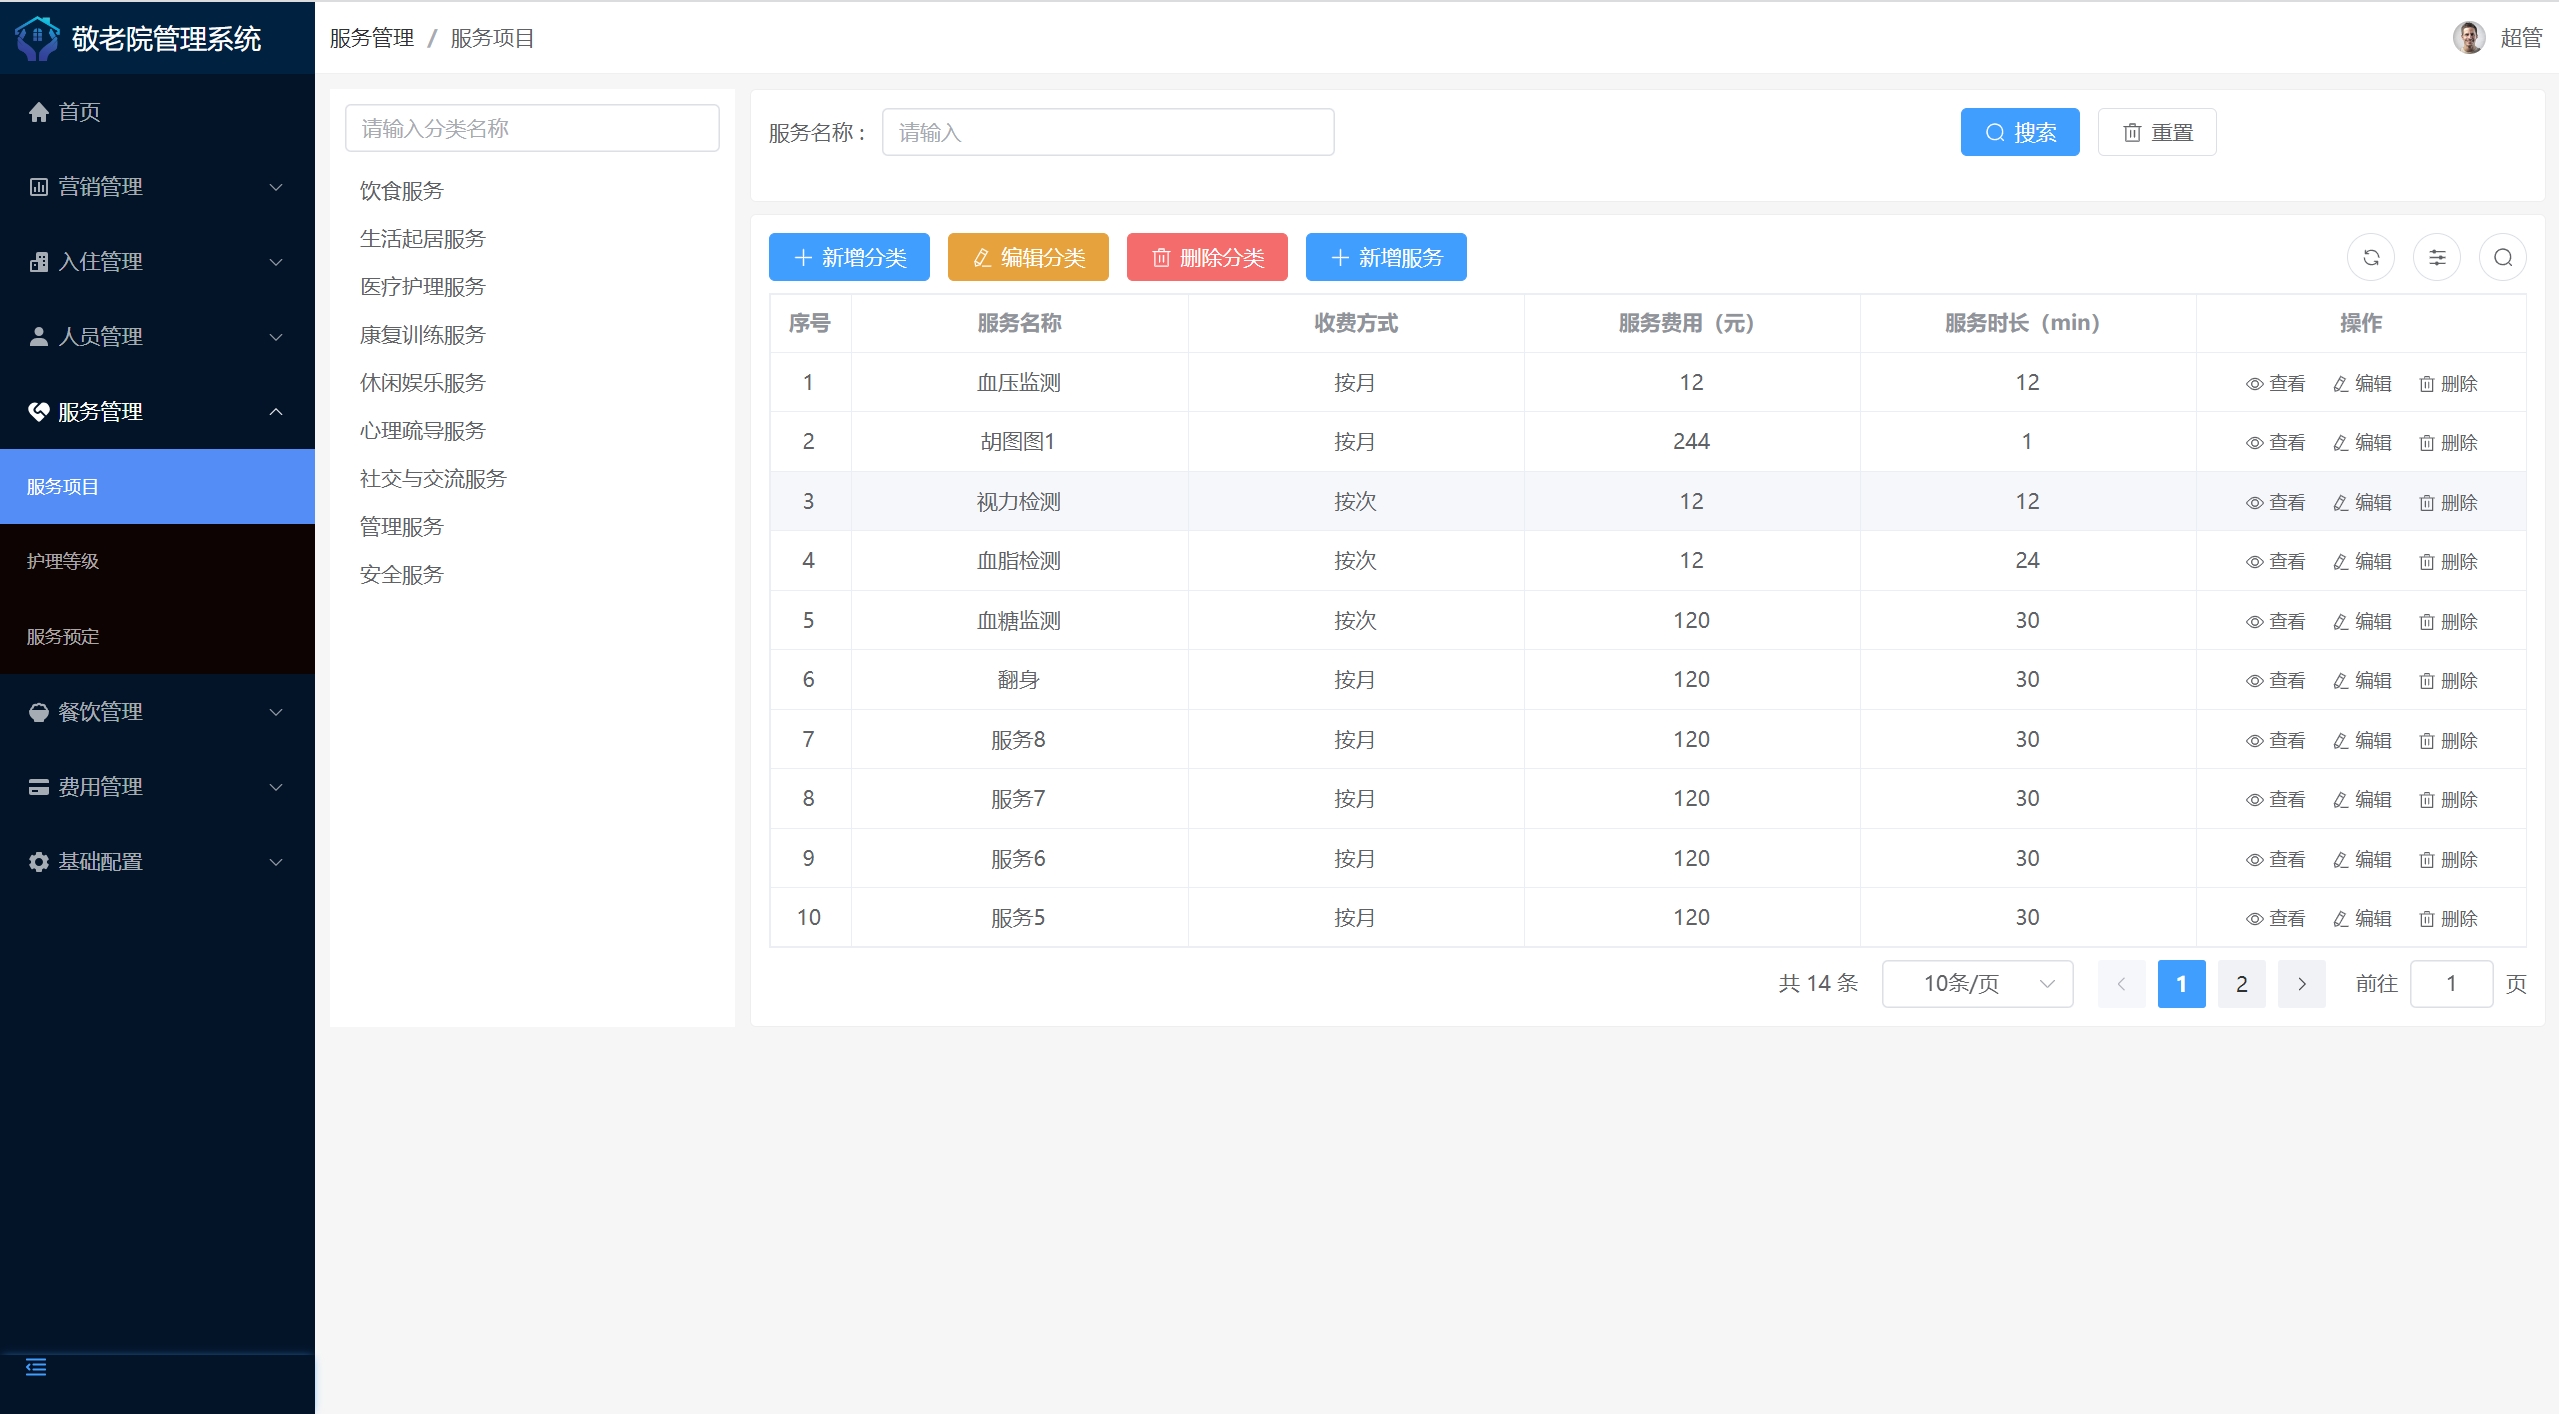 敬老院管理系统
服务管理 / 服务项目
超管
首页
营销管理
入住管理
人员管理
服务管理
服务项目
护理等级
服务预定
餐饮管理
费用管理
基础配置
请输入分类名称
饮食服务
生活起居服务
医疗护理服务
康复训练服务
休闲娱乐服务
心理疏导服务
社交与交流服务
管理服务
安全服务
服务名称： 请输入 搜索 重置
新增分类 编辑分类 删除分类 新增服务
序号 服务名称 收费方式 服务费用（元） 服务时长（min） 操作
1 血压监测 按月 12 12 查看 编辑 删除
2 胡图图1 按月 244 1 查看 编辑 删除
3 视力检测 按次 12 12 查看 编辑 删除
4 血脂检测 按次 12 24 查看 编辑 删除
5 血糖监测 按次 120 30 查看 编辑 删除
6 翻身 按月 120 30 查看 编辑 删除
7 服务8 按月 120 30 查看 编辑 删除
8 服务7 按月 120 30 查看 编辑 删除
9 服务6 按月 120 30 查看 编辑 删除
10 服务5 按月 120 30 查看 编辑 删除
共 14 条 10条/页 1 2 前往 1 页